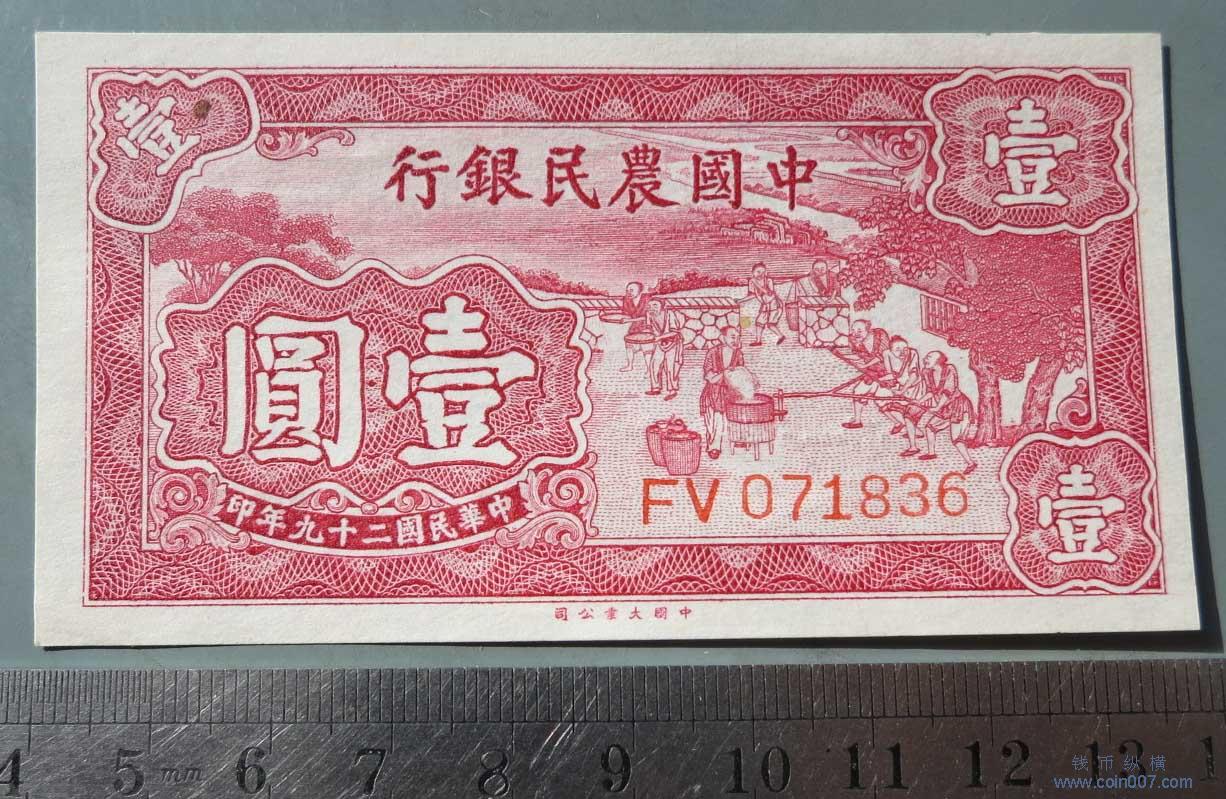 壹
壹
中國農民銀行
壹圓
中華民國二十九年印
FV071836
壹
中國大業公司
4 5 mm 6 7 8 9 10 11 12 13
钱币纵横
www.coin007.com